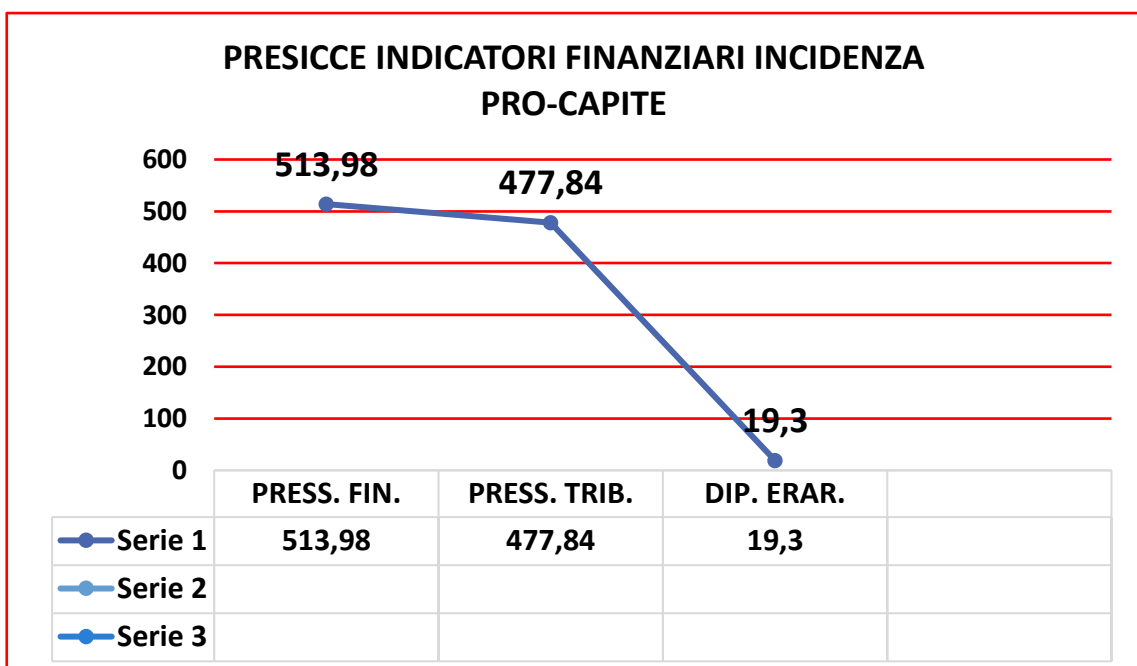 PRESICCE INDICATORI FINANZIARI INCIDENZA
PRO-CAPITE
600
513,98
477,84
500
400
300
200
100
19,3
0
PRESS. FIN. PRESS. TRIB. DIP. ERAR.
Serie 1 513,98 477,84 19,3
Serie 2
Serie 3